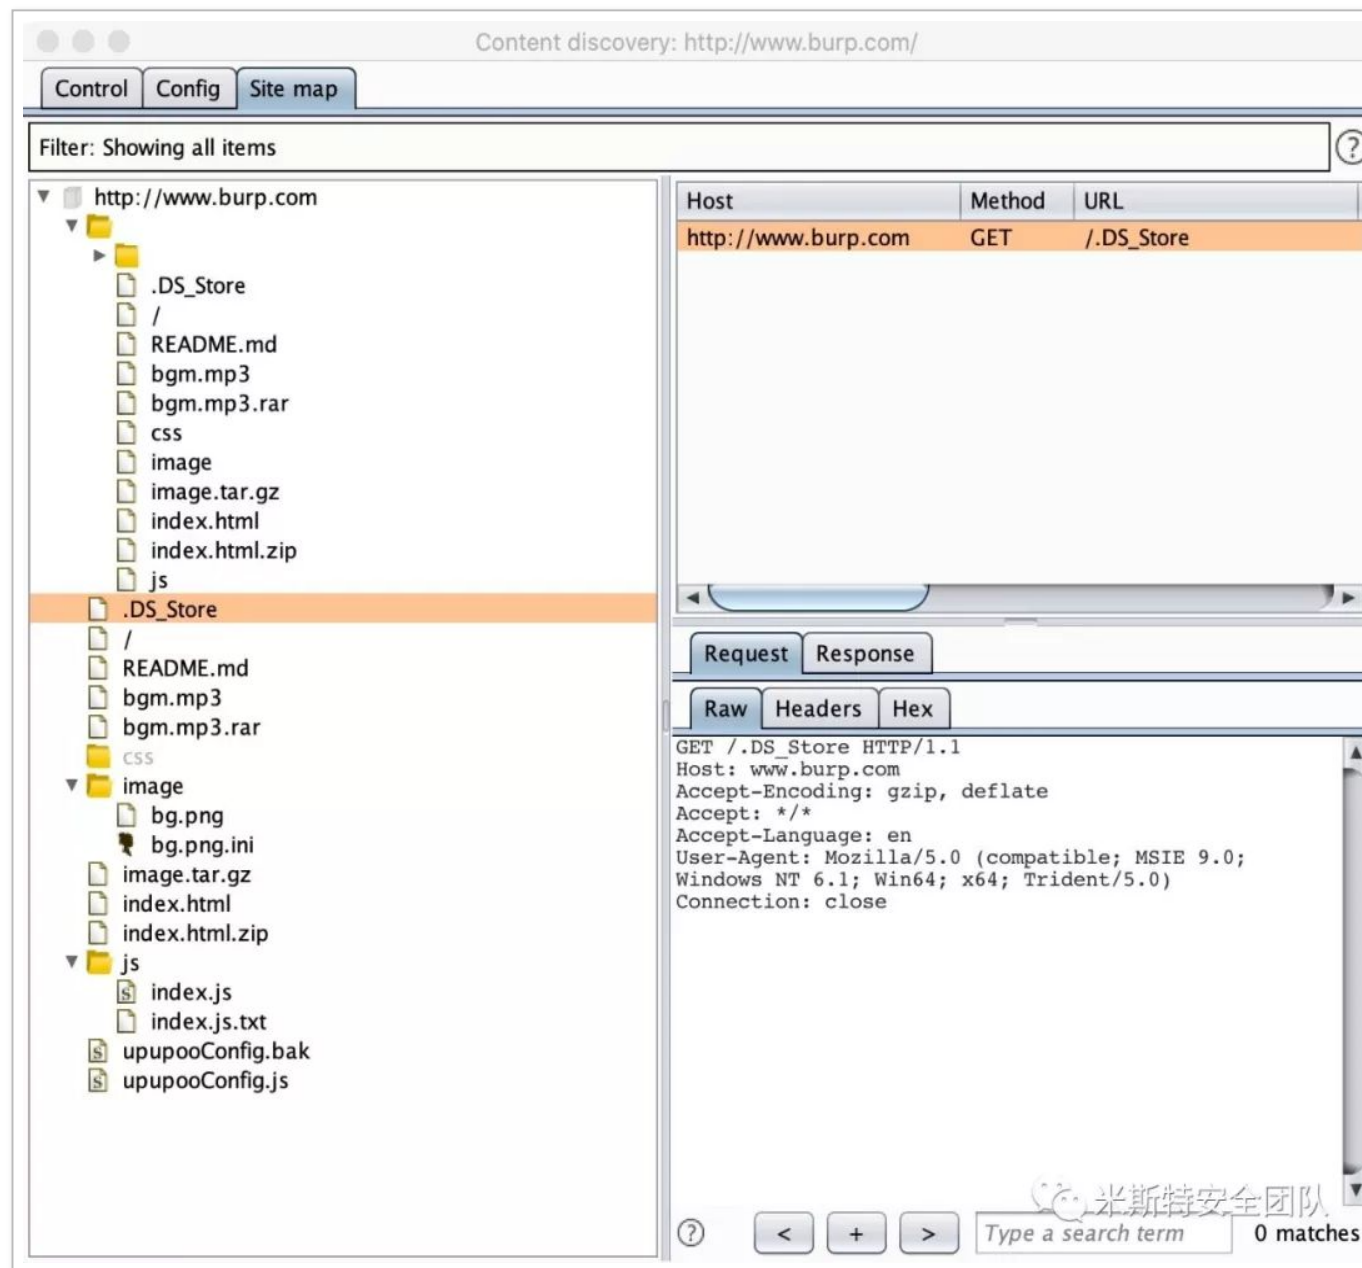 Content discovery: http://www.burp.com/
Control Config Site map
Filter: Showing all items
?
http://www.burp.com
.DS_Store
/
README.md
bgm.mp3
bgm.mp3.rar
css
image
image.tar.gz
index.html
index.html.zip
js
.DS_Store
/
README.md
bgm.mp3
bgm.mp3.rar
css
image
bg.png
bg.png.ini
image.tar.gz
index.html
index.html.zip
js
index.js
index.js.txt
upupooConfig.bak
upupooConfig.js
Host Method URL
http://www.burp.com GET /.DS_Store
Request Response
Raw Headers Hex
GET /.DS_Store HTTP/1.1
Host: www.burp.com
Accept-Encoding: gzip, deflate
Accept: */*
Accept-Language: en
User-Agent: Mozilla/5.0 (compatible; MSIE 9.0;
Windows NT 6.1; Win64; x64; Trident/5.0)
Connection: close
米斯特安全团队
? < + > Type a search term 0 matches